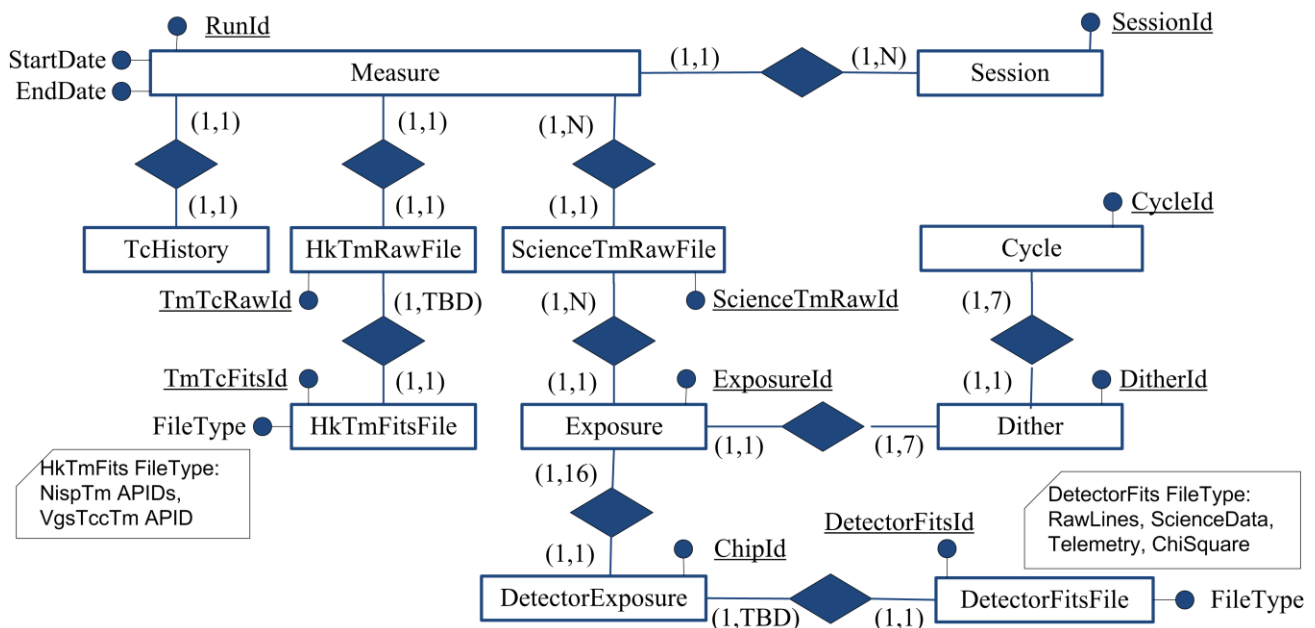 RunId
SessionId
StartDate
Measure
(1,1)
(1,N)
Session
EndDate
(1,1)
(1,1)
(1,N)
(1,1)
(1,1)
(1,1)
CycleId
TcHistory
HkTmRawFile
ScienceTmRawFile
Cycle
TmTcRawId
(1,TBD)
(1,N)
ScienceTmRawId
(1,7)
TmTcFitsId
(1,1)
(1,1)
ExposureId
(1,1)
DitherId
FileType
HkTmFitsFile
Exposure
Dither
(1,1)
(1,7)
HkTmFits FileType:
NispTm APIDs,
VgsTccTm APID
(1,16)
DetectorFits FileType:
RawLines, ScienceData,
Telemetry, ChiSquare
DetectorFitsId
(1,1)
ChipId
DetectorExposure
DetectorFitsFile
FileType
(1,TBD)
(1,1)